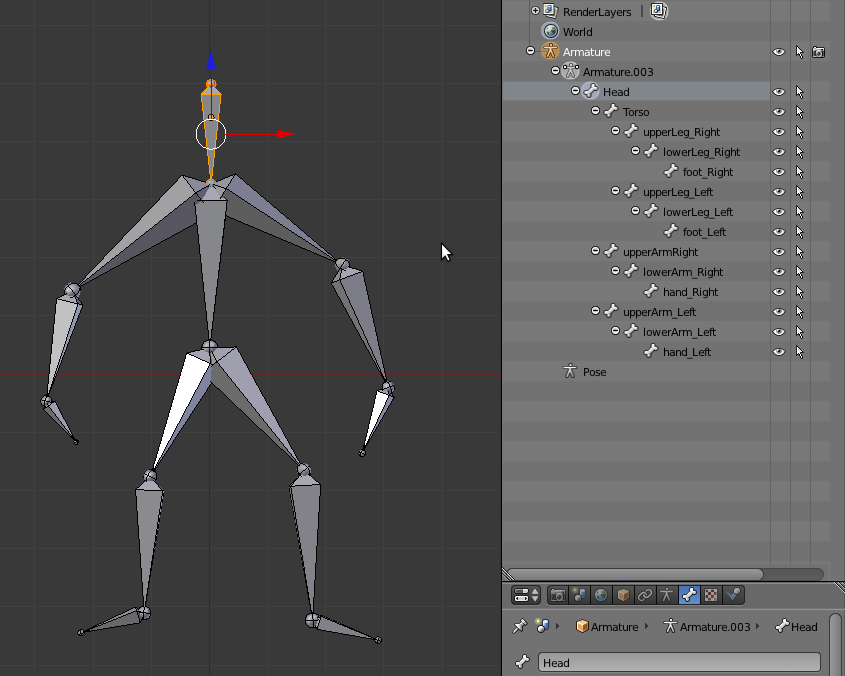 RenderLayers
World
Armature
Armature.003
Head
Torso
upperLeg_Right
lowerLeg_Right
foot_Right
upperLeg_Left
lowerLeg_Left
foot_Left
upperArmRight
lowerArm_Right
hand_Right
upperArm_Left
lowerArm_Left
hand_Left
Pose
Armature Armature.003 Head
Head